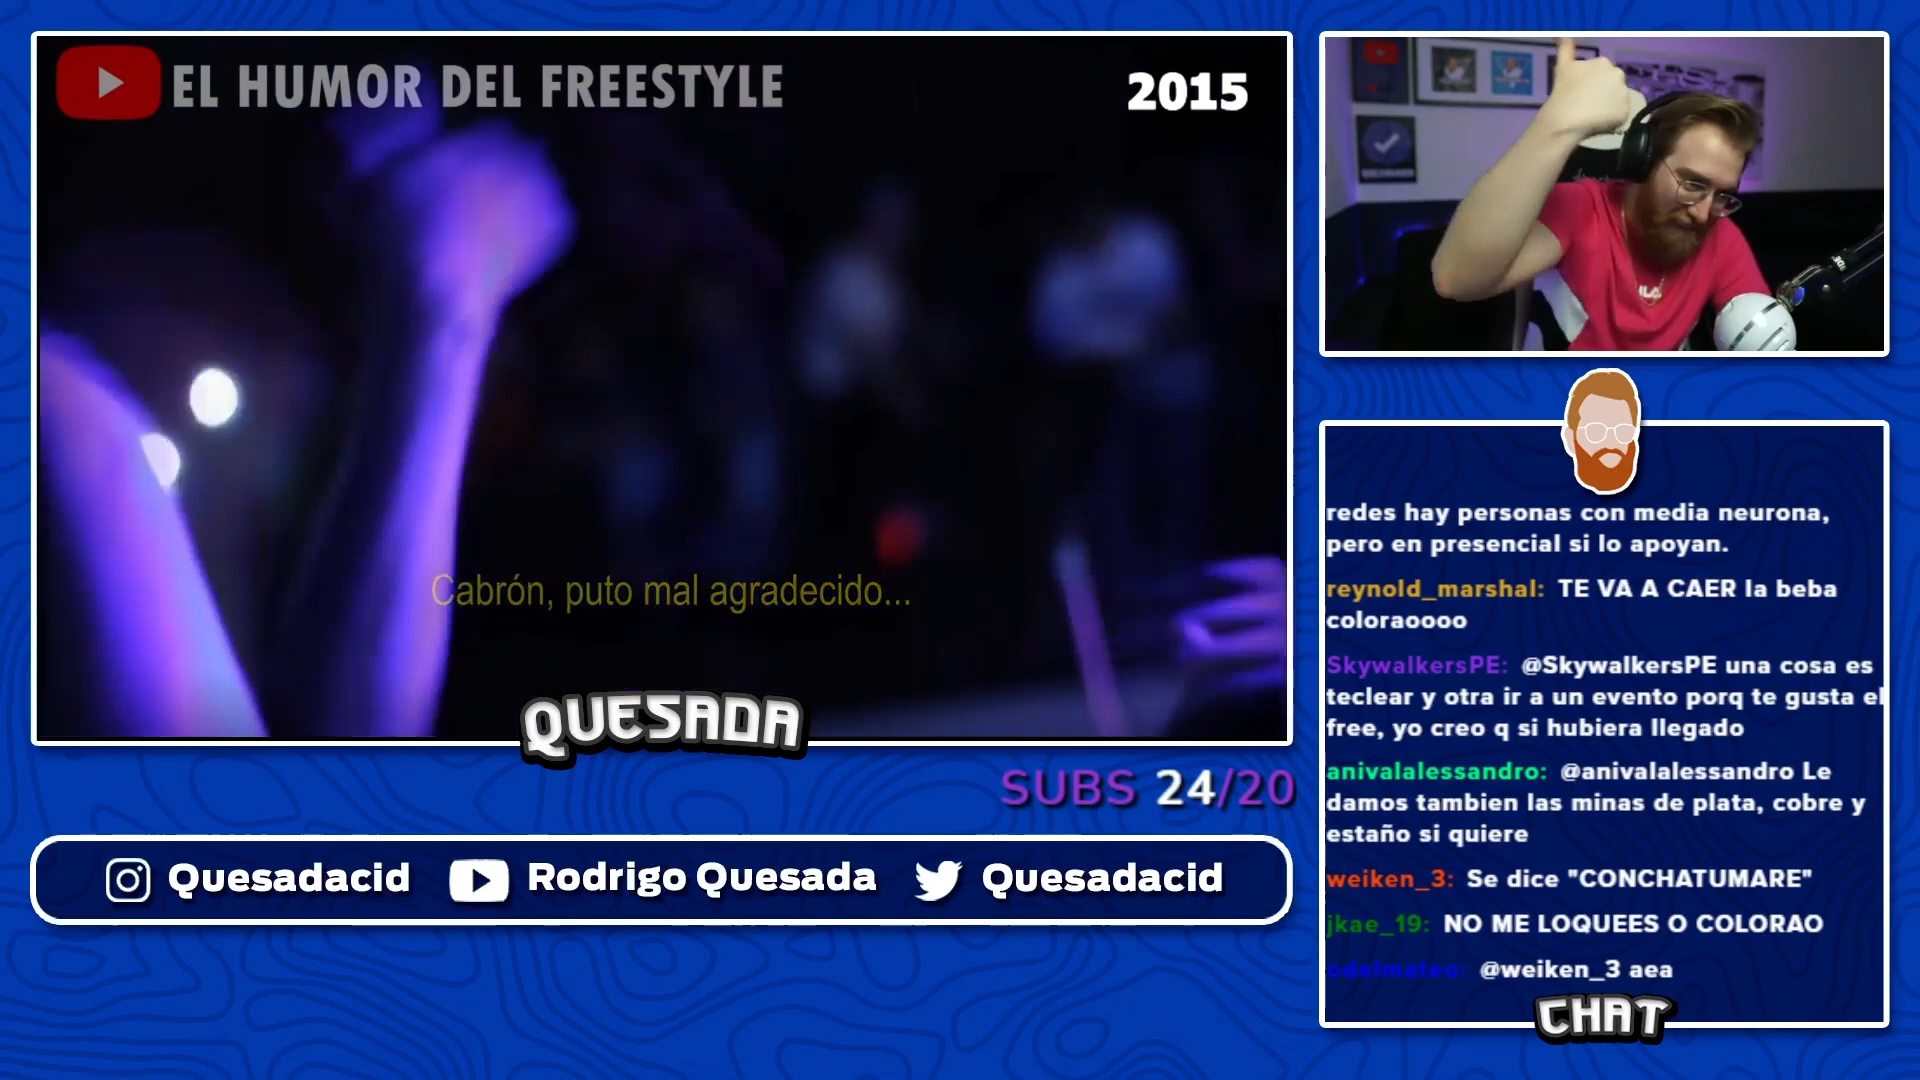 EL HUMOR DEL FREESTYLE
2015
Cabrón, puto mal agradecido...
QUESADA
SUBS 24/20
Quesadacid
Rodrigo Quesada
Quesadacid
redes hay personas con media neurona,
pero en presencial si lo apoyan.
reynold_marshal: TE VA A CAER la beba
coloraoooo
SkywalkersPE: @SkywalkersPE una cosa es
teclear y otra ir a un evento porq te gusta el
free, yo creo q si hubiera llegado
anivalalessandro: @anivalalessandro Le
damos tambien las minas de plata, cobre y
estaño si quiere
weiken_3: Se dice "CONCHATUMARE"
jkae_19: NO ME LOQUEES O COLORAO
odelmateo: @weiken_3 aea
CHAT